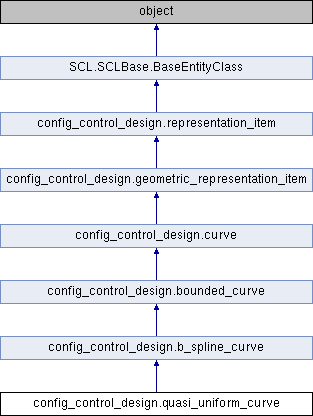 object
SCL.SCLBase.BaseEntityClass
config_control_design.representation_item
config_control_design.geometric_representation_item
config_control_design.curve
config_control_design.bounded_curve
config_control_design.b_spline_curve
config_control_design.quasi_uniform_curve